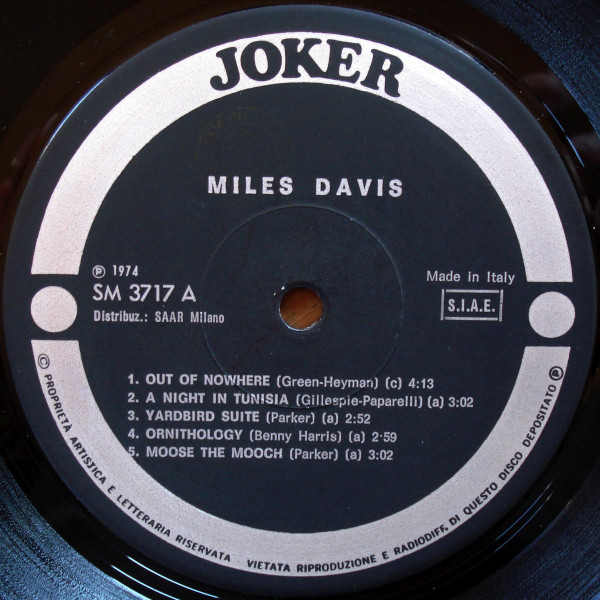 JOKER
MILES DAVIS
℗ 1974
SM 3717 A
Distribuz.: SAAR Milano
Made in Italy
S.I.A.E.
1. OUT OF NOWHERE (Green-Heyman) (c) 4:13
2. A NIGHT IN TUNISIA (Gillespie-Paparelli) (a) 3:02
3. YARDBIRD SUITE (Parker) (a) 2:52
4. ORNITHOLOGY (Benny Harris) (a) 2:59
5. MOOSE THE MOOCH (Parker) (a) 3:02
© PROPRIETA ARTISTICA E LETTERARIA RISERVATA - VIETATA RIPRODUZIONE E RADIODIFF. DI QUESTO DISCO DEPOSITATO ℗